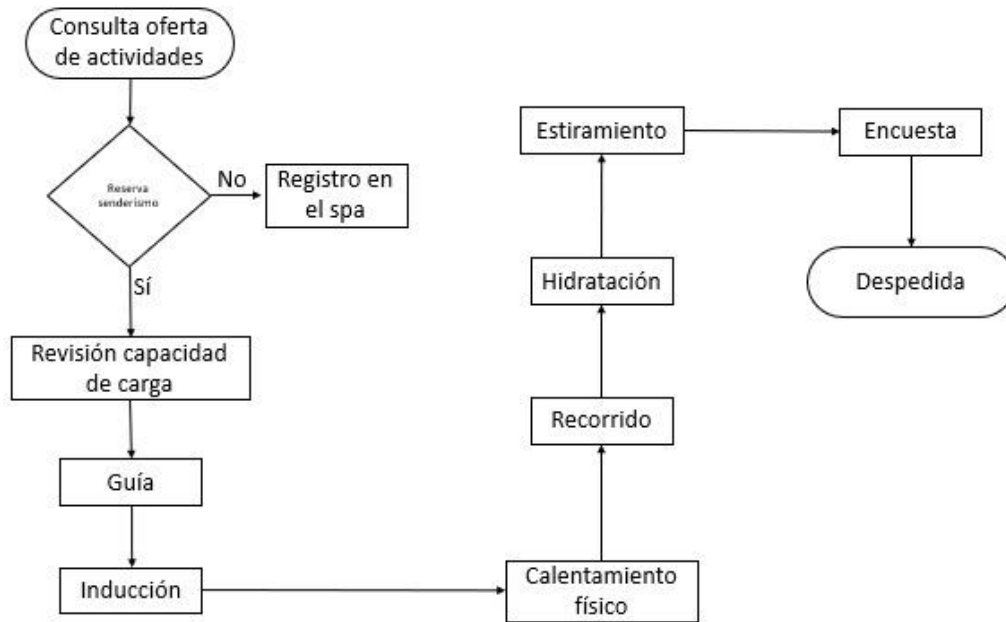 Consulta oferta
de actividades
Reserva
senderismo
No
Registro en
el spa
Sí
Revisión capacidad
de carga
Guía
Inducción
Calentamiento
físico
Recorrido
Hidratación
Estiramiento
Encuesta
Despedida